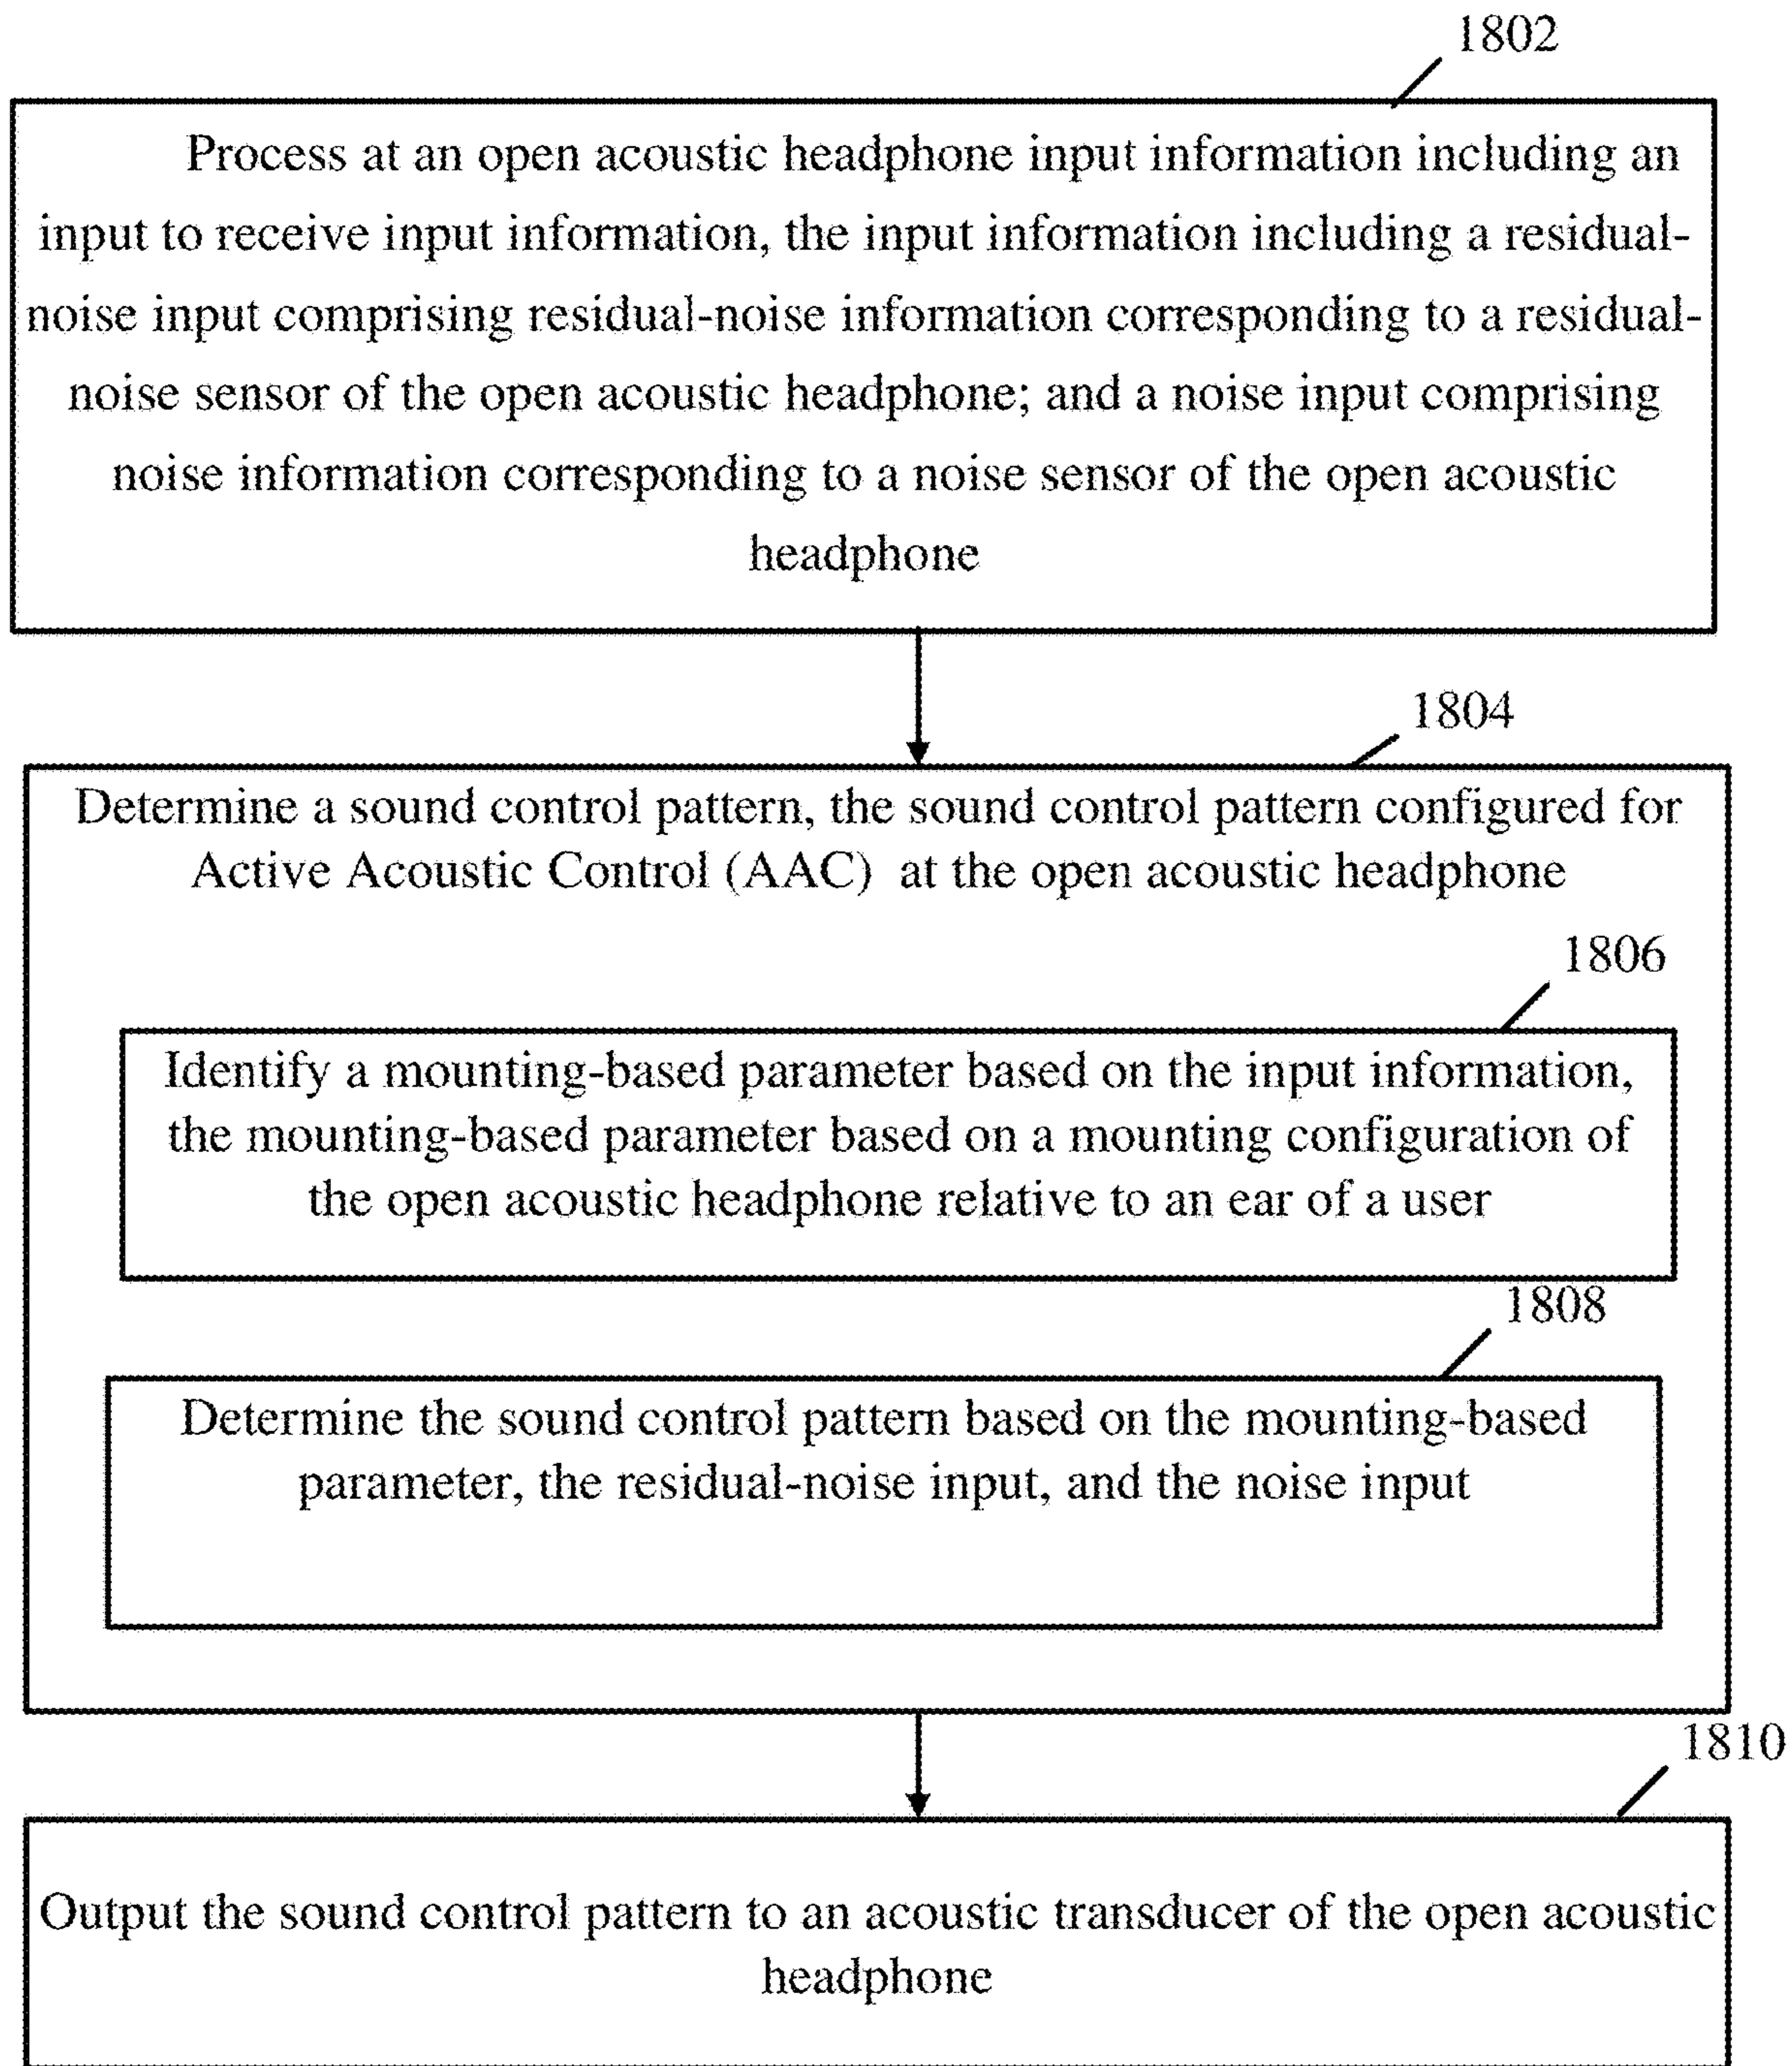 1802
Process at an open acoustic headphone input information including an
input to receive input information, the input information including a residual-
noise input comprising residual-noise information corresponding to a residual-
noise sensor of the open acoustic headphone; and a noise input comprising
noise information corresponding to a noise sensor of the open acoustic
headphone
1804
Determine a sound control pattern, the sound control pattern configured for
Active Acoustic Control (AAC) at the open acoustic headphone
1806
Identify a mounting-based parameter based on the input information,
the mounting-based parameter based on a mounting configuration of
the open acoustic headphone relative to an ear of a user
1808
Determine the sound control pattern based on the mounting-based
parameter, the residual-noise input, and the noise input
1810
Output the sound control pattern to an acoustic transducer of the open acoustic
headphone